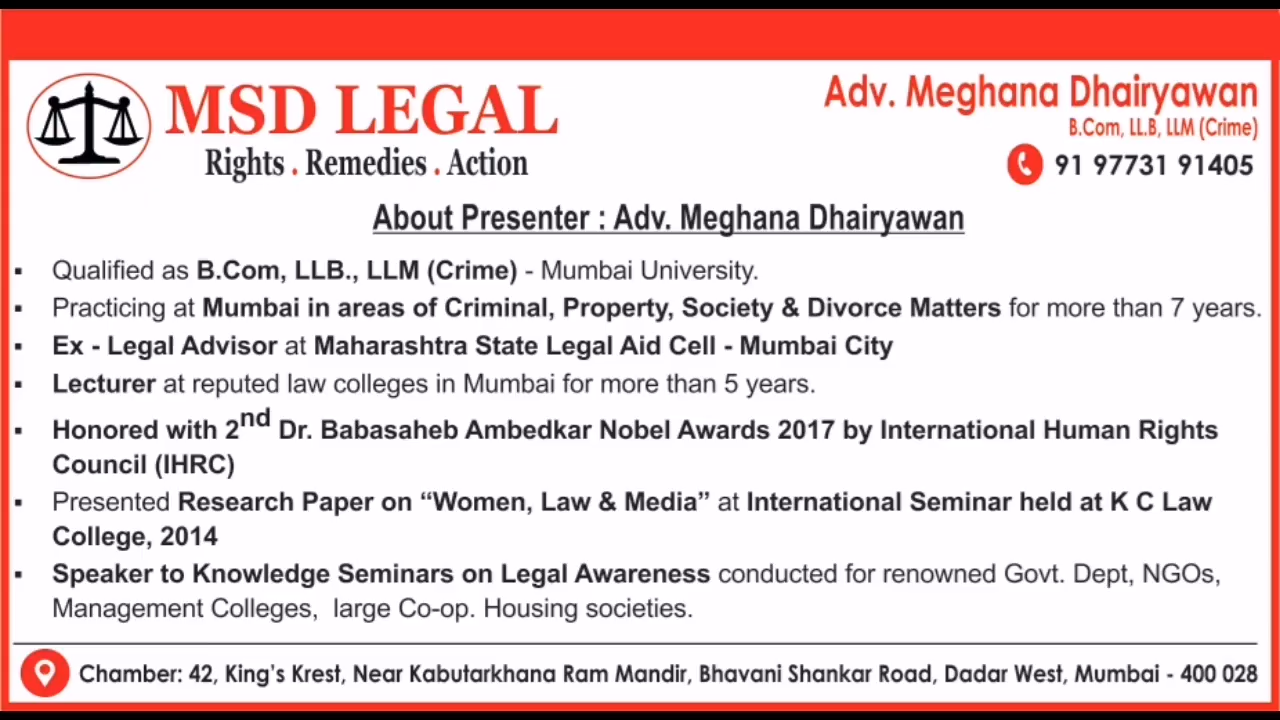 MSD LEGAL
Rights . Remedies . Action
Adv. Meghana Dhairyawan
B.Com, LL.B, LLM (Crime)
91 97731 91405
About Presenter : Adv. Meghana Dhairyawan
▪ Qualified as B.Com, LLB., LLM (Crime) - Mumbai University.
▪ Practicing at Mumbai in areas of Criminal, Property, Society & Divorce Matters for more than 7 years.
▪ Ex - Legal Advisor at Maharashtra State Legal Aid Cell - Mumbai City
▪ Lecturer at reputed law colleges in Mumbai for more than 5 years.
▪ Honored with 2nd Dr. Babasaheb Ambedkar Nobel Awards 2017 by International Human Rights
Council (IHRC)
▪ Presented Research Paper on “Women, Law & Media” at International Seminar held at K C Law
College, 2014
▪ Speaker to Knowledge Seminars on Legal Awareness conducted for renowned Govt. Dept, NGOs,
Management Colleges, large Co-op. Housing societies.
Chamber: 42, King's Krest, Near Kabutarkhana Ram Mandir, Bhavani Shankar Road, Dadar West, Mumbai - 400 028